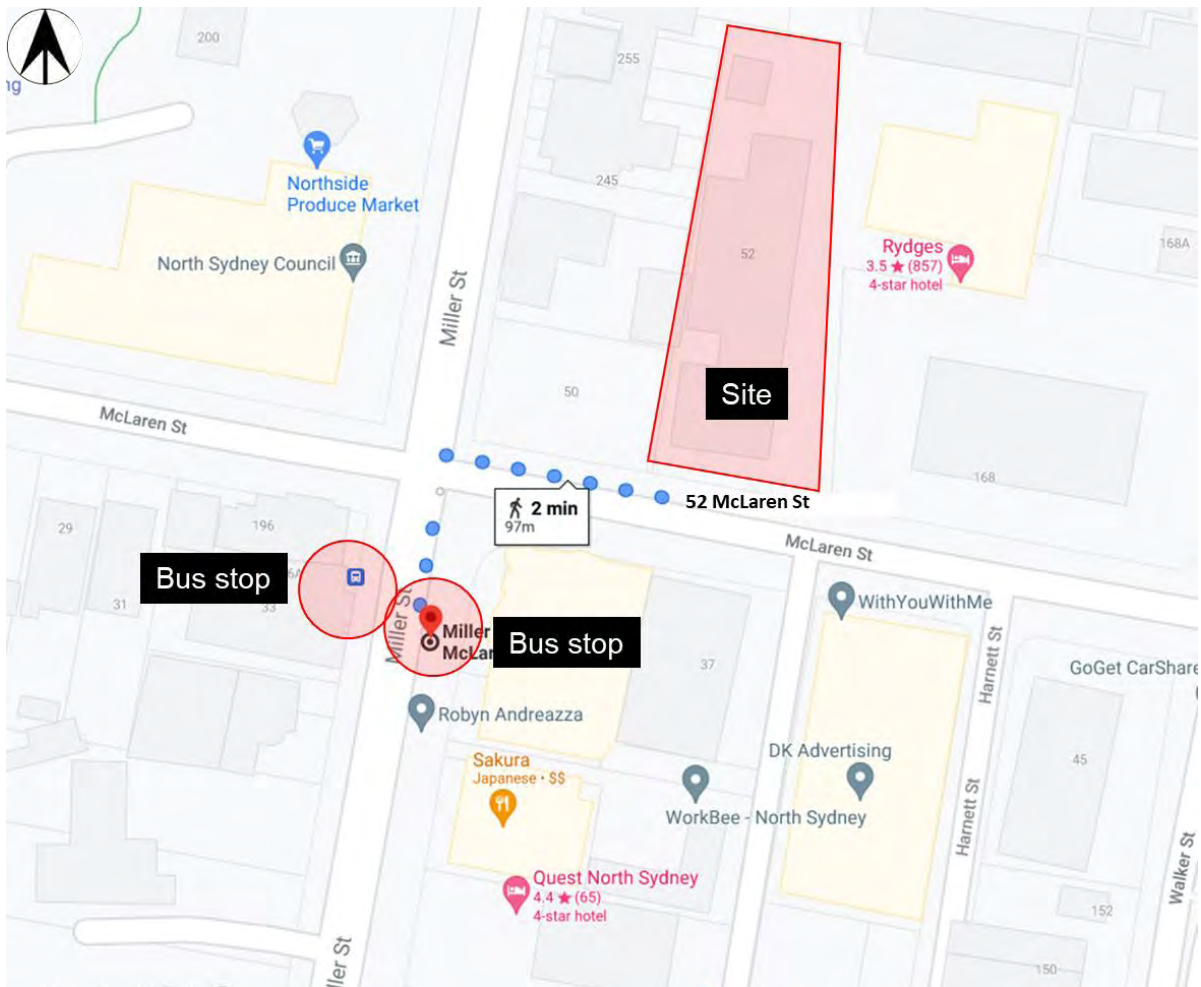 200
ng
255
Northside
Produce Market
245
North Sydney Council
Miller St
52
Rydges
3.5 ★ (857)
4-star hotel
168A
Site
50
McLaren St
168
52 McLaren St
2 min
97m
McLaren St
29
196
Bus stop
31
33
Miller St
Miller
McLar
Bus stop
37
WithYouWithMe
Harnett St
GoGet CarShare
Robyn Andreazza
Sakura
Japanese • $$
DK Advertising
45
WorkBee - North Sydney
Harnett St
Quest North Sydney
4.4 ★ (65)
4-star hotel
Walker St
152
150
ller St